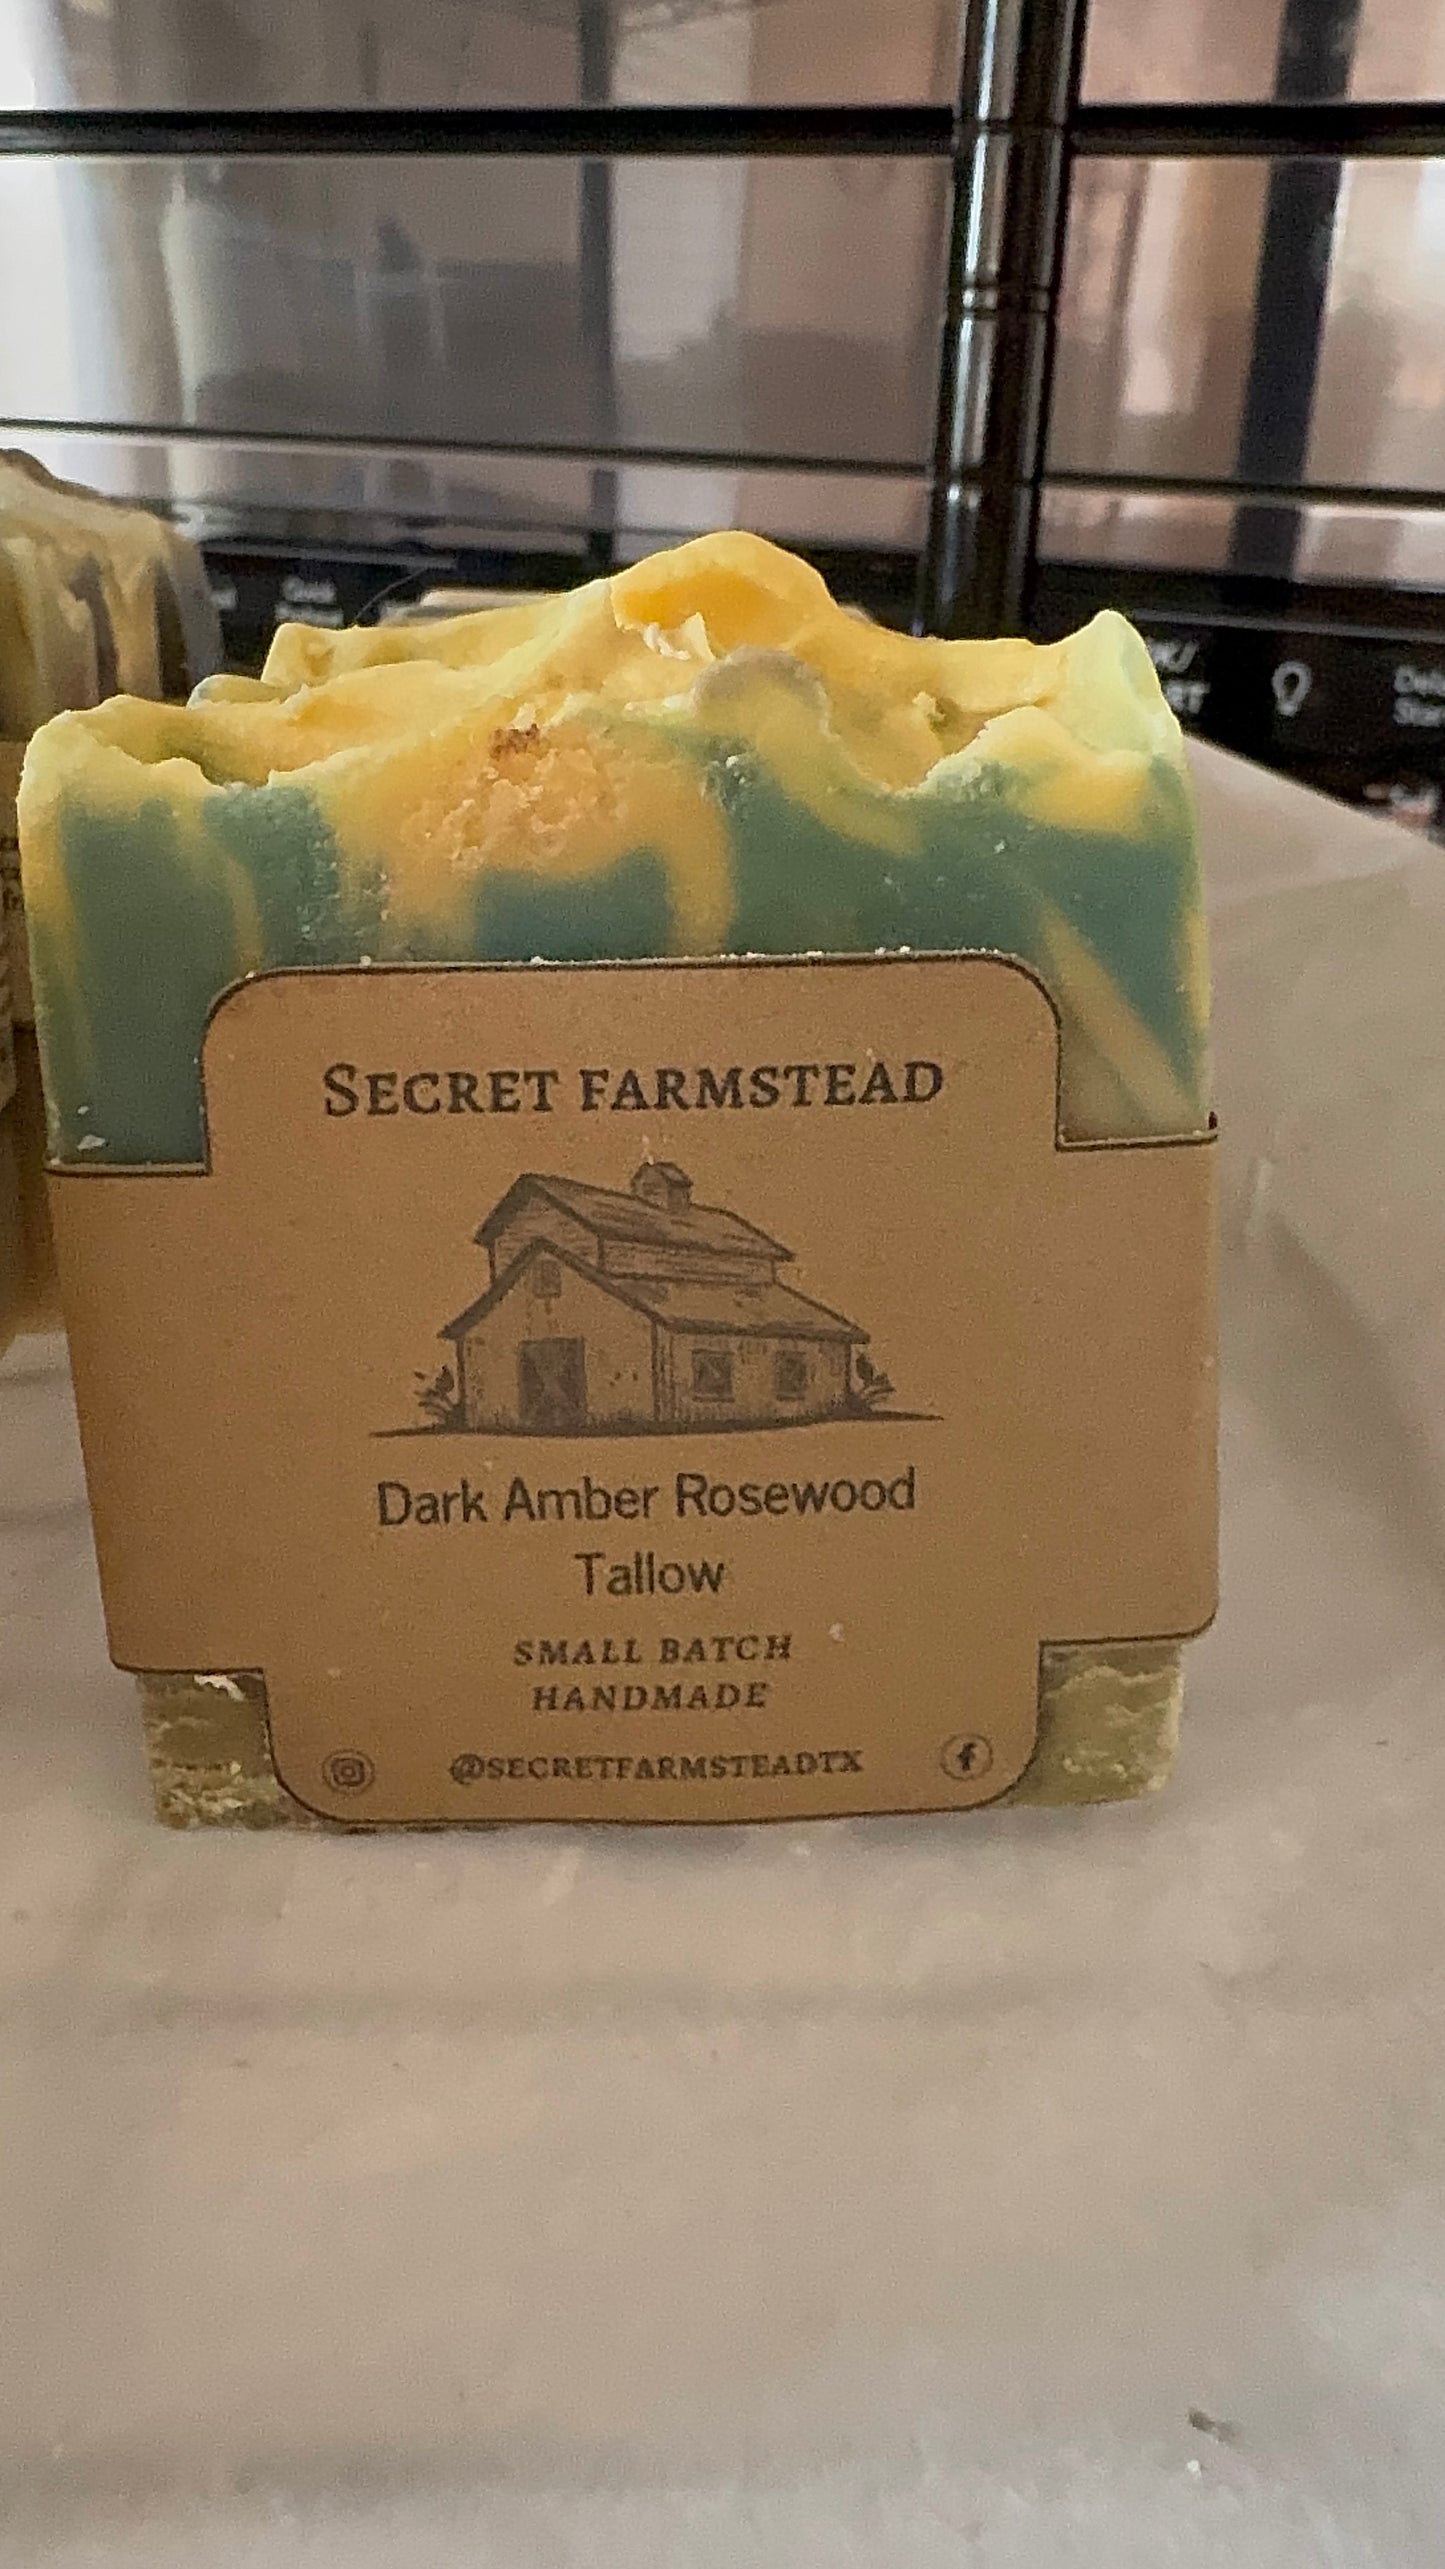 SECRET FARMSTEAD
Dark Amber Rosewood
Tallow
SMALL BATCH
HANDMADE
@SECRETFARMSTEADTX